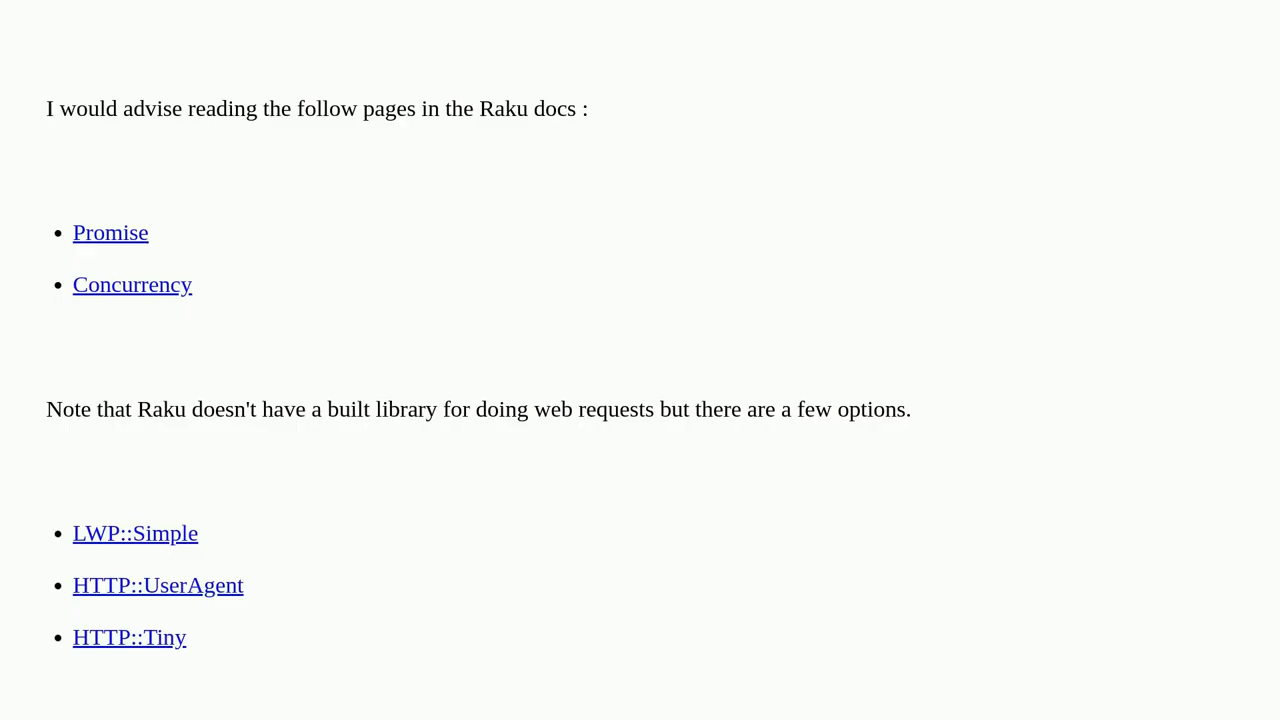 I would advise reading the follow pages in the Raku docs :
• Promise
• Concurrency
Note that Raku doesn't have a built library for doing web requests but there are a few options.
• LWP::Simple
• HTTP::UserAgent
• HTTP::Tiny